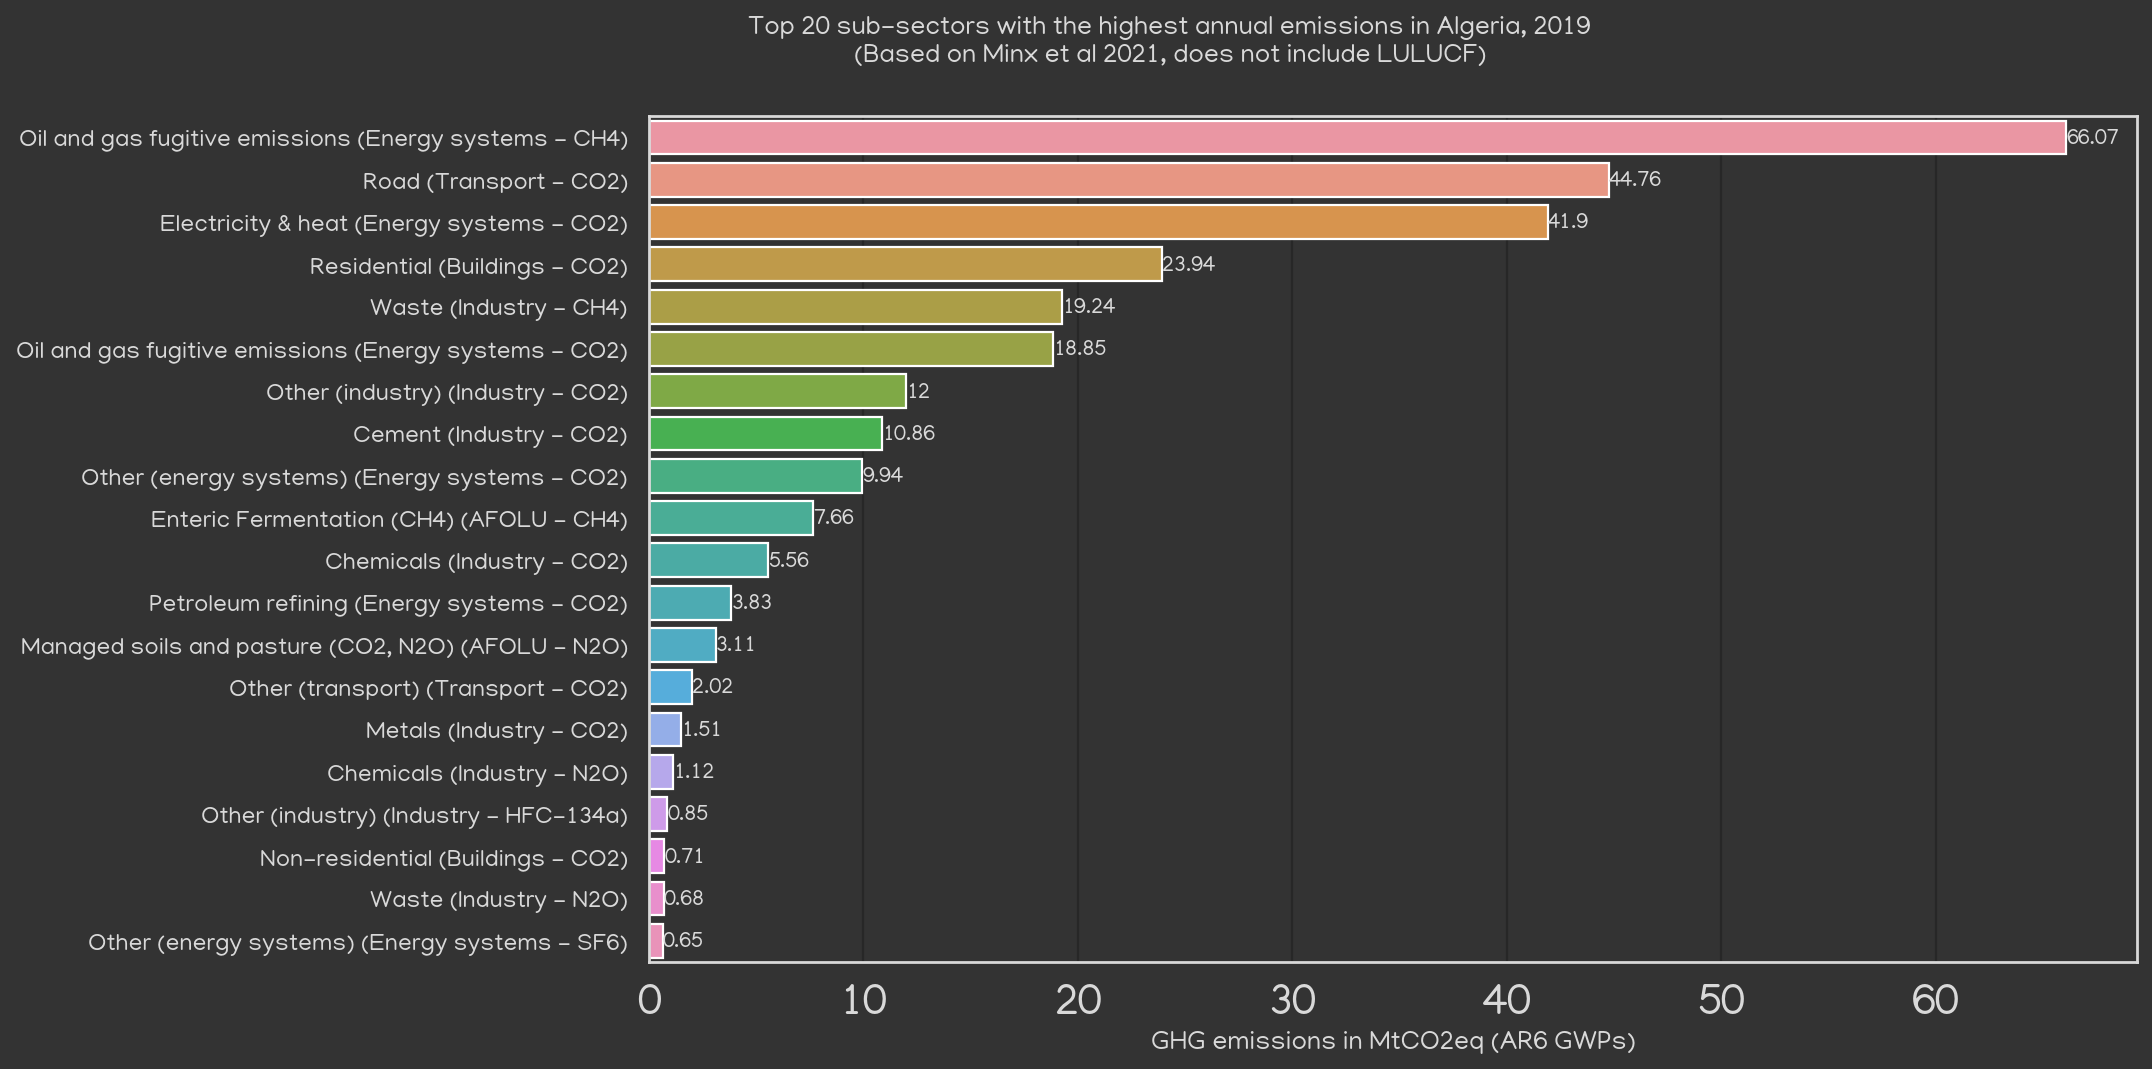 Top 20 sub-sectors with the highest annual emissions in Algeria, 2019
(Based on Minx et al 2021, does not include LULUCF)
Oil and gas fugitive emissions (Energy systems - CH4) 66.07
Road (Transport - CO2) 44.76
Electricity & heat (Energy systems - CO2) 41.9
Residential (Buildings - CO2) 23.94
Waste (Industry - CH4) 19.24
Oil and gas fugitive emissions (Energy systems - CO2) 18.85
Other (industry) (Industry - CO2) 12
Cement (Industry - CO2) 10.86
Other (energy systems) (Energy systems - CO2) 9.94
Enteric Fermentation (CH4) (AFOLU - CH4) 7.66
Chemicals (Industry - CO2) 5.56
Petroleum refining (Energy systems - CO2) 3.83
Managed soils and pasture (CO2, N2O) (AFOLU - N2O) 3.11
Other (transport) (Transport - CO2) 2.02
Metals (Industry - CO2) 1.51
Chemicals (Industry - N2O) 1.12
Other (industry) (Industry - HFC-134a) 0.85
Non-residential (Buildings - CO2) 0.71
Waste (Industry - N2O) 0.68
Other (energy systems) (Energy systems - SF6) 0.65
0 10 20 30 40 50 60
GHG emissions in MtCO2eq (AR6 GWPs)